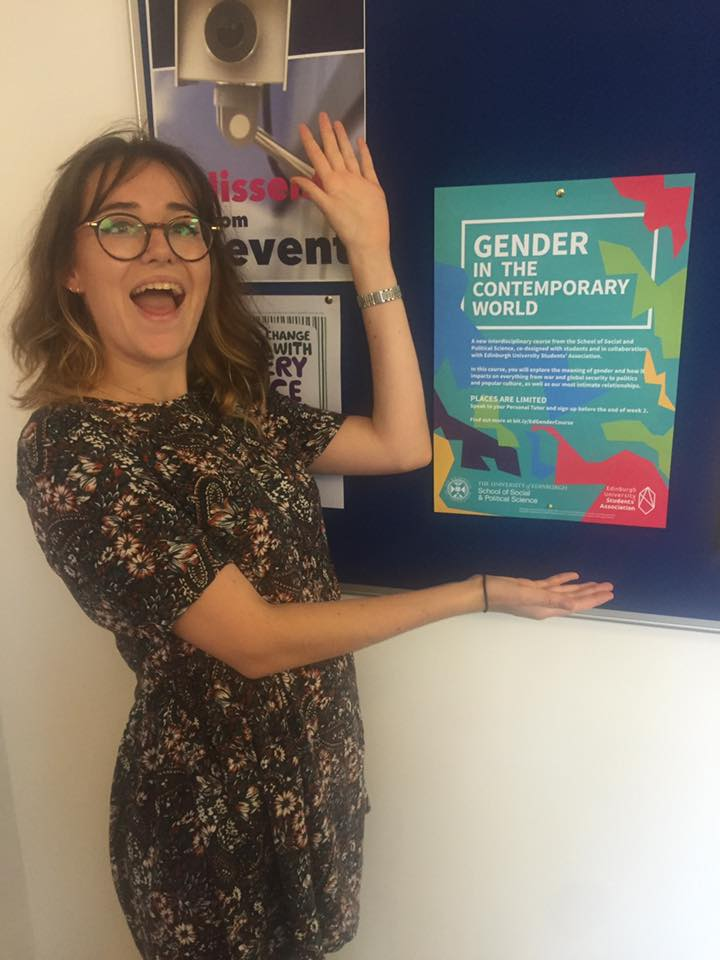 Dissen
from
Prevent
CHANGE
WITH
ERY
CE
GENDER
IN THE
CONTEMPORARY
WORLD
A new interdisciplinary course from the School of Social and
Political Science, co-designed with students and in collaboration
with Edinburgh University Students' Association.
In this course, you will explore the meaning of gender and how it
impacts on everything from war and global security to politics
and popular culture, as well as our most intimate relationships.
PLACES ARE LIMITED
Speak to your Personal Tutor and sign up before the end of week 2.
Find out more at bit.ly/EdGenderCourse
THE UNIVERSITY of EDINBURGH
School of Social
& Political Science
Edinburgh
University
Students'
Association